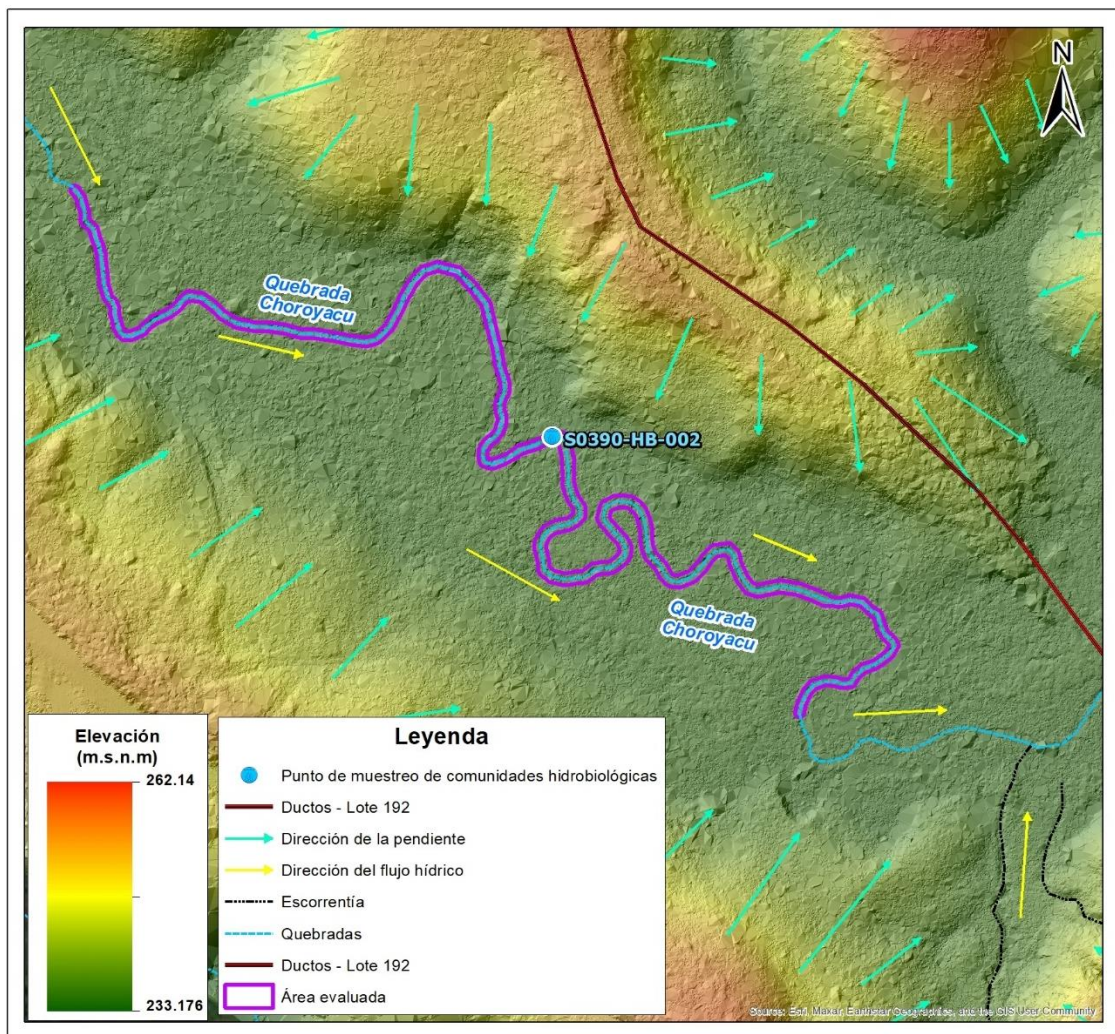 N
Quebrada
Choroyacu
S0390-HB-002
Quebrada
Choroyacu
Elevación
(m.s.n.m)
262.14
233.176
Leyenda
Punto de muestreo de comunidades hidrobiológicas
Ductos - Lote 192
Dirección de la pendiente
Dirección del flujo hídrico
Escorrentía
Quebradas
Ductos - Lote 192
Área evaluada
Source: Esri, Maxar, Earthstar Geographics, and the GIS User Community